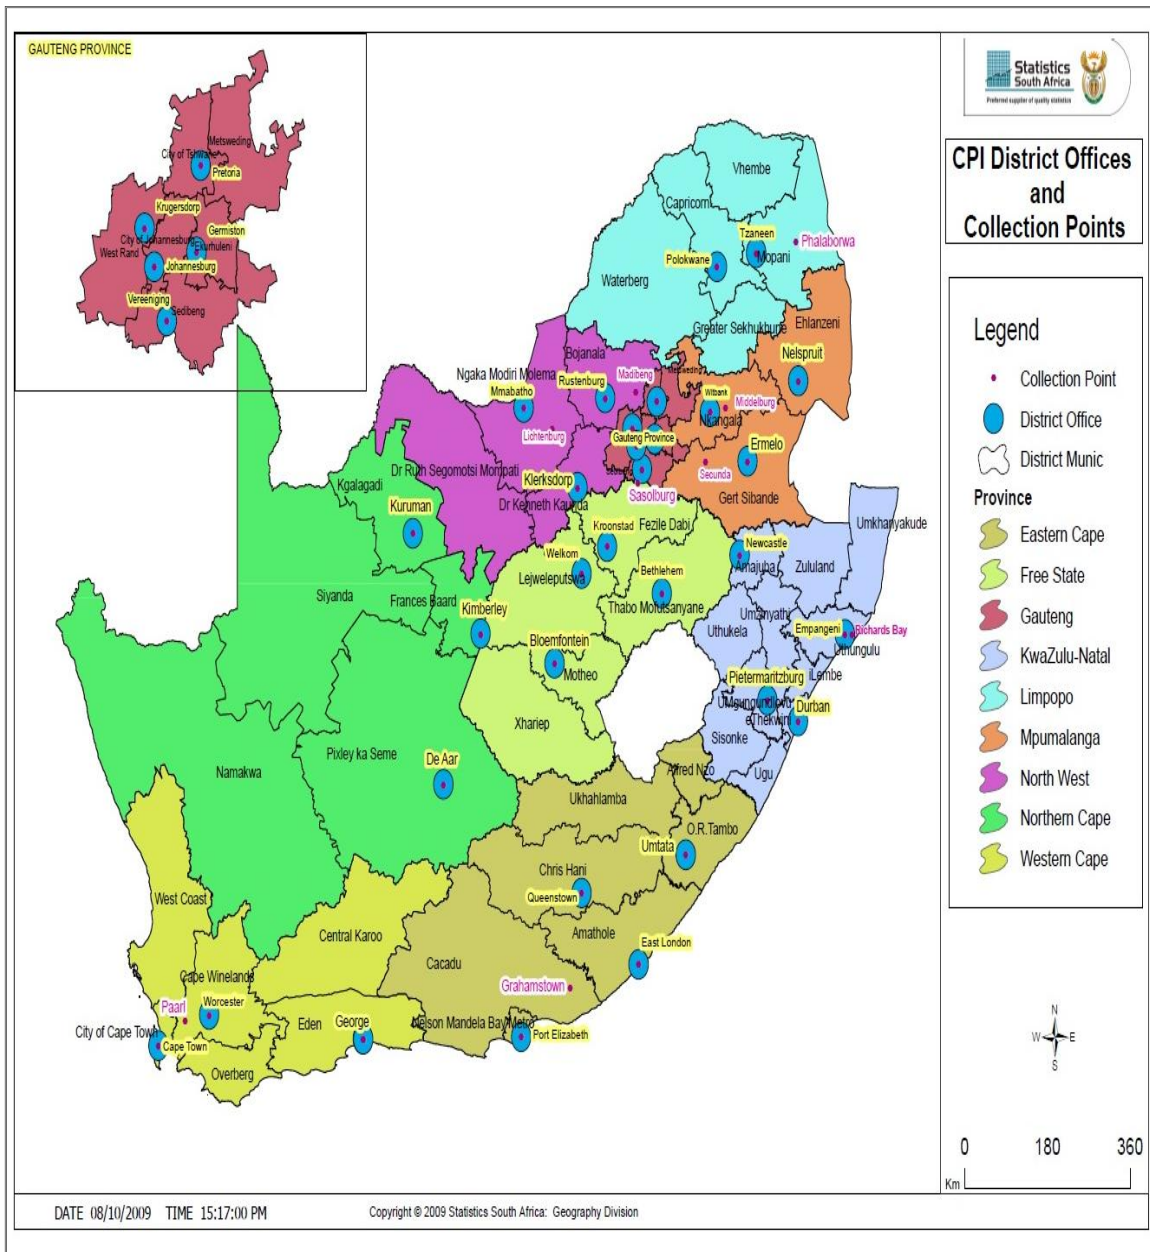 GAUTENG PROVINCE
Metsweding
City of Tshwane
Pretoria
Krugersdorp
Germiston
City of Johannesburg
Ekurhuleni
West Rand
Johannesburg
Vereeniging
Sedibeng
Statistics
South Africa
Preferred supplier of quality statistics
CPI District Offices
and
Collection Points
Legend
Collection Point
District Office
District Munic
Province
Eastern Cape
Free State
Gauteng
KwaZulu-Natal
Limpopo
Mpumalanga
North West
Northern Cape
Western Cape
Vhembe
Capricorn
Tzaneen
Phalaborwa
Mopani
Polokwane
Waterberg
Greater Sekhukhune
Ehlanzeni
Bojanala
Nelspruit
Ngaka Modiri Molema
Madibeng
Metsweding
Rustenburg
Mmabatho
Witbank
Middelburg
Nkangala
Lichtenburg
Gauteng Province
Ermelo
Dr Ruth Segomotsi Mompati
Secunda
Kgalagadi
Klerksdorp
Sasolburg
Gert Sibande
Dr Kenneth Kaunda
Kuruman
Umkhanyakude
Kroonstad
Fezile Dabi
Newcastle
Welkom
Amajuba
Zululand
Bethlehem
Lejweleputswa
Siyanda
Frances Baard
Thabo Mofutsanyane
Umzinyathi
Kimberley
Uthukela
Empangeni
Richards Bay
Uthungulu
Bloemfontein
Motheo
Pietermaritzburg
iLembe
UMgungundlovu
Durban
eThekwini
Xhariep
Sisonke
Pixley ka Seme
De Aar
Namakwa
Alfred Nzo
Ugu
Ukhahlamba
O.R.Tambo
Umtata
Chris Hani
West Coast
Queenstown
Central Karoo
Amathole
East London
Cacadu
Cape Winelands
Grahamstown
Paarl
Worcester
Eden
George
Nelson Mandela Bay Metro
City of Cape Town
Cape Town
Port Elizabeth
Overberg
N
W
E
S
0
180
360
Km
DATE 08/10/2009 TIME 15:17:00 PM
Copyright © 2009 Statistics South Africa: Geography Division